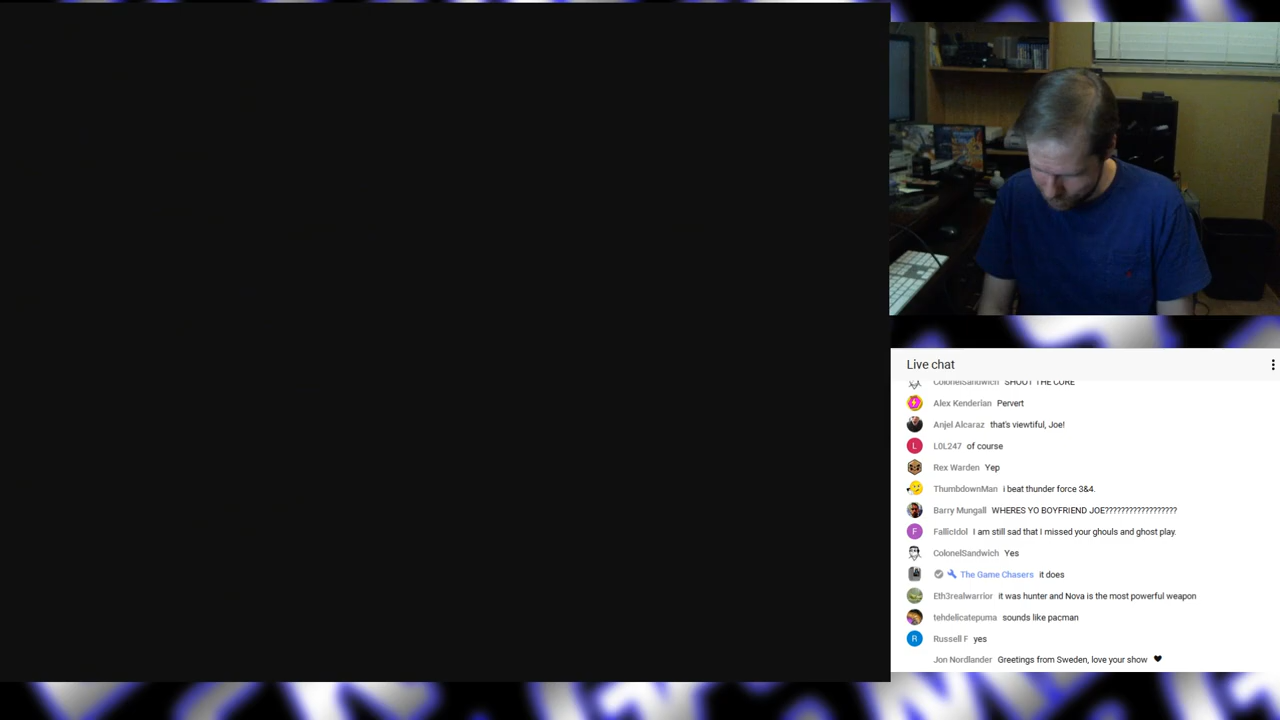 Live chat
ColonelSandwich SHOOT THE CORE
Alex Kenderian Pervert
Anjel Alcaraz that's viewtiful, Joe!
L
L0L247 of course
Rex Warden Yep
ThumbdownMan i beat thunder force 3&4.
Barry Mungall WHERES YO BOYFRIEND JOE??????????????????
F
FallicIdol I am still sad that I missed your ghouls and ghost play.
ColonelSandwich Yes
The Game Chasers it does
Eth3realwarrior it was hunter and Nova is the most powerful weapon
tehdelicatepuma sounds like pacman
R
Russell F yes
Jon Nordlander Greetings from Sweden, love your show